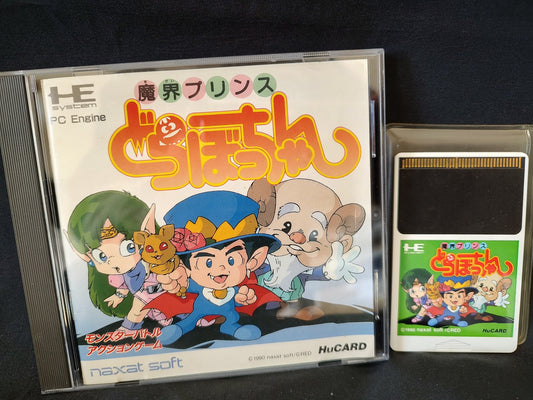 HE
system
PC Engine
魔界プリンス
どらぼっちゃん
モンスターバトル
アクションゲーム
naxat soft
©1990 naxat soft/©RED
HuCARD
HE
魔界プリンス
どらぼっちゃん
©1990 naxat soft/©RED
HuCARD